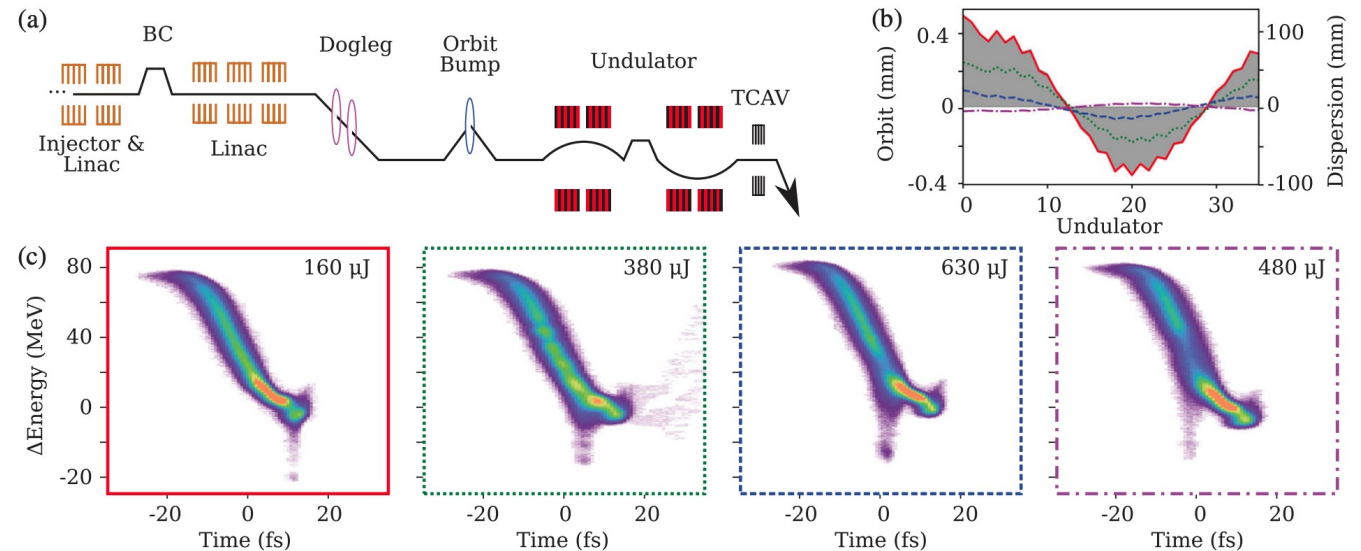 (a)
BC
Dogleg
Orbit
Bump
Undulator
TCAV
...
Injector &
Linac
Linac
(b)
0.4
0
-0.4
Orbit (mm)
100
0
-100
Dispersion (mm)
0 10 20 30
Undulator
(c)
80
40
0
-20
ΔEnergy (MeV)
160 μJ
380 μJ
630 μJ
480 μJ
-20 0 20
-20 0 20
-20 0 20
-20 0 20
Time (fs)
Time (fs)
Time (fs)
Time (fs)